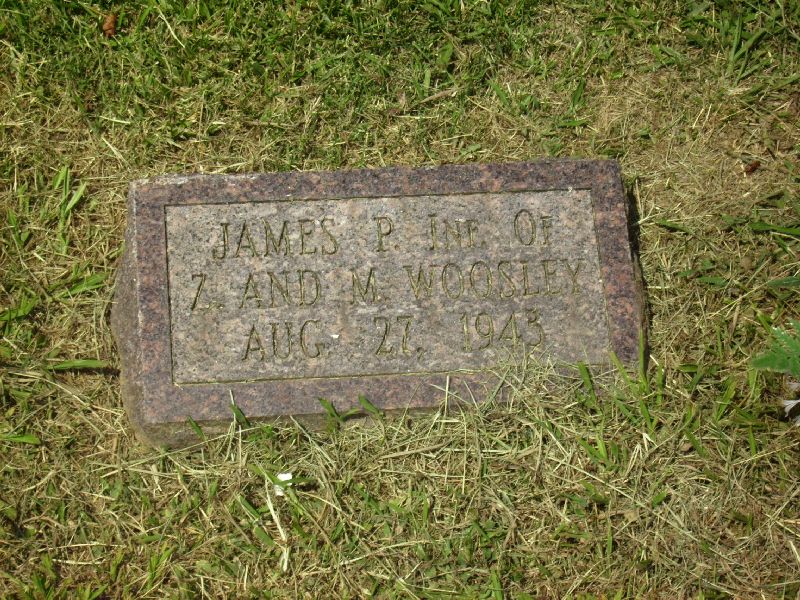 JAMES P. INF. OF
Z. AND M. WOOSLEY
AUG. 27, 1943